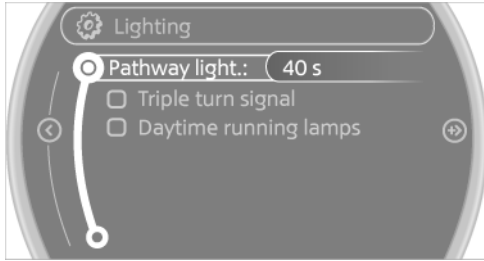 Lighting
Pathway light.: 40 s
Triple turn signal
Daytime running lamps